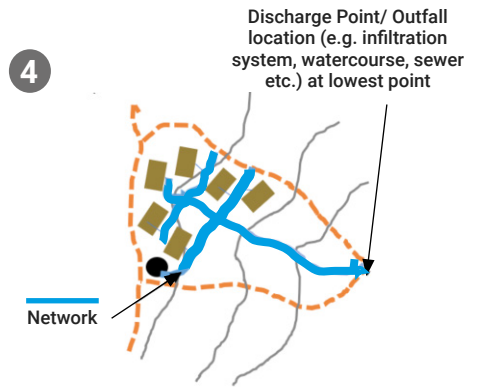 Discharge Point/ Outfall
location (e.g. infiltration
system, watercourse, sewer
etc.) at lowest point
4
Network